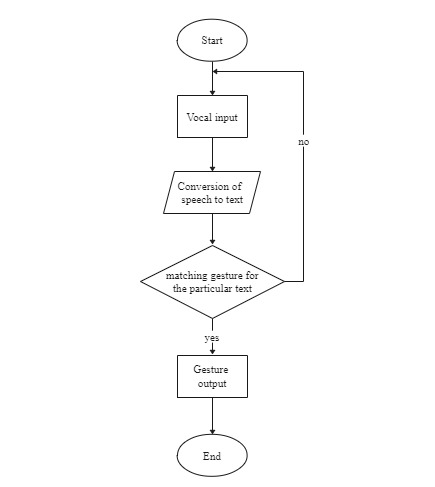 Start
Vocal input
no
Conversion of
speech to text
matching gesture for
the particular text
yes
Gesture
output
End